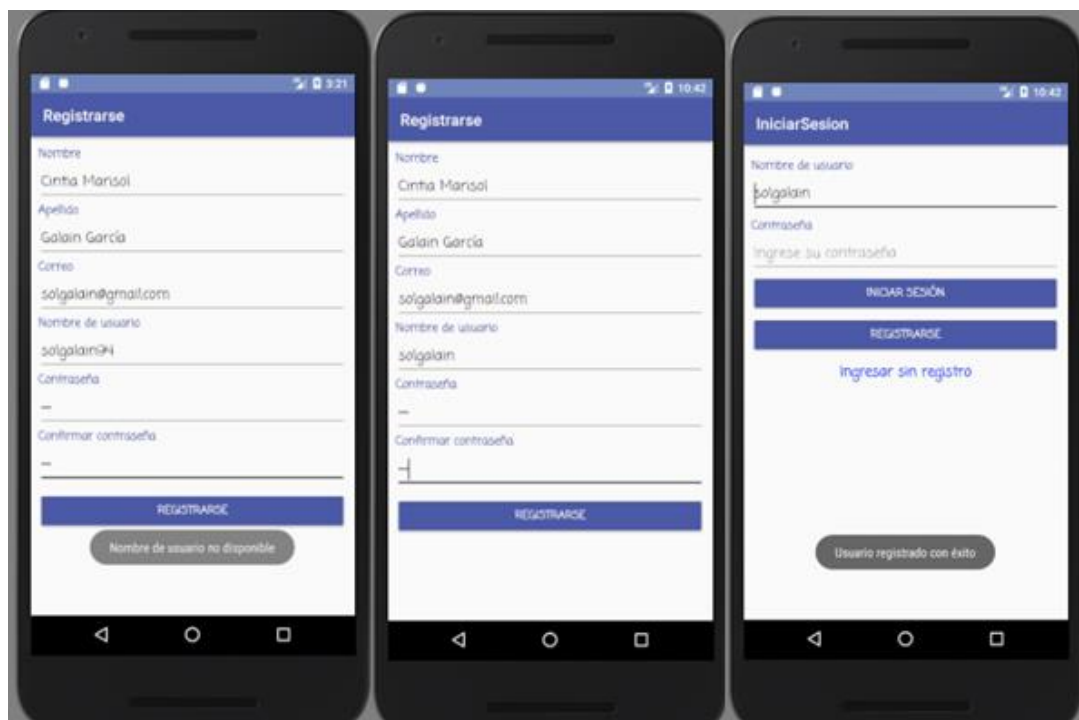 3:21
Registrarse
Nombre
Cintia Marisol
Apellido
Galain García
Correo
solgalain@gmail.com
Nombre de usuario
solgalain94
Contraseña
Confirmar contraseña
REGISTRARSE
Nombre de usuario no disponible
10:42
Registrarse
Nombre
Cintia Marisol
Apellido
Galain García
Correo
solgalain@gmail.com
Nombre de usuario
solgalain
Contraseña
Confirmar contraseña
REGISTRARSE
10:42
IniciarSesion
Nombre de usuario
solgalain
Contraseña
Ingrese su contraseña
INICIAR SESIÓN
REGISTRARSE
Ingresar sin registro
Usuario registrado con éxito